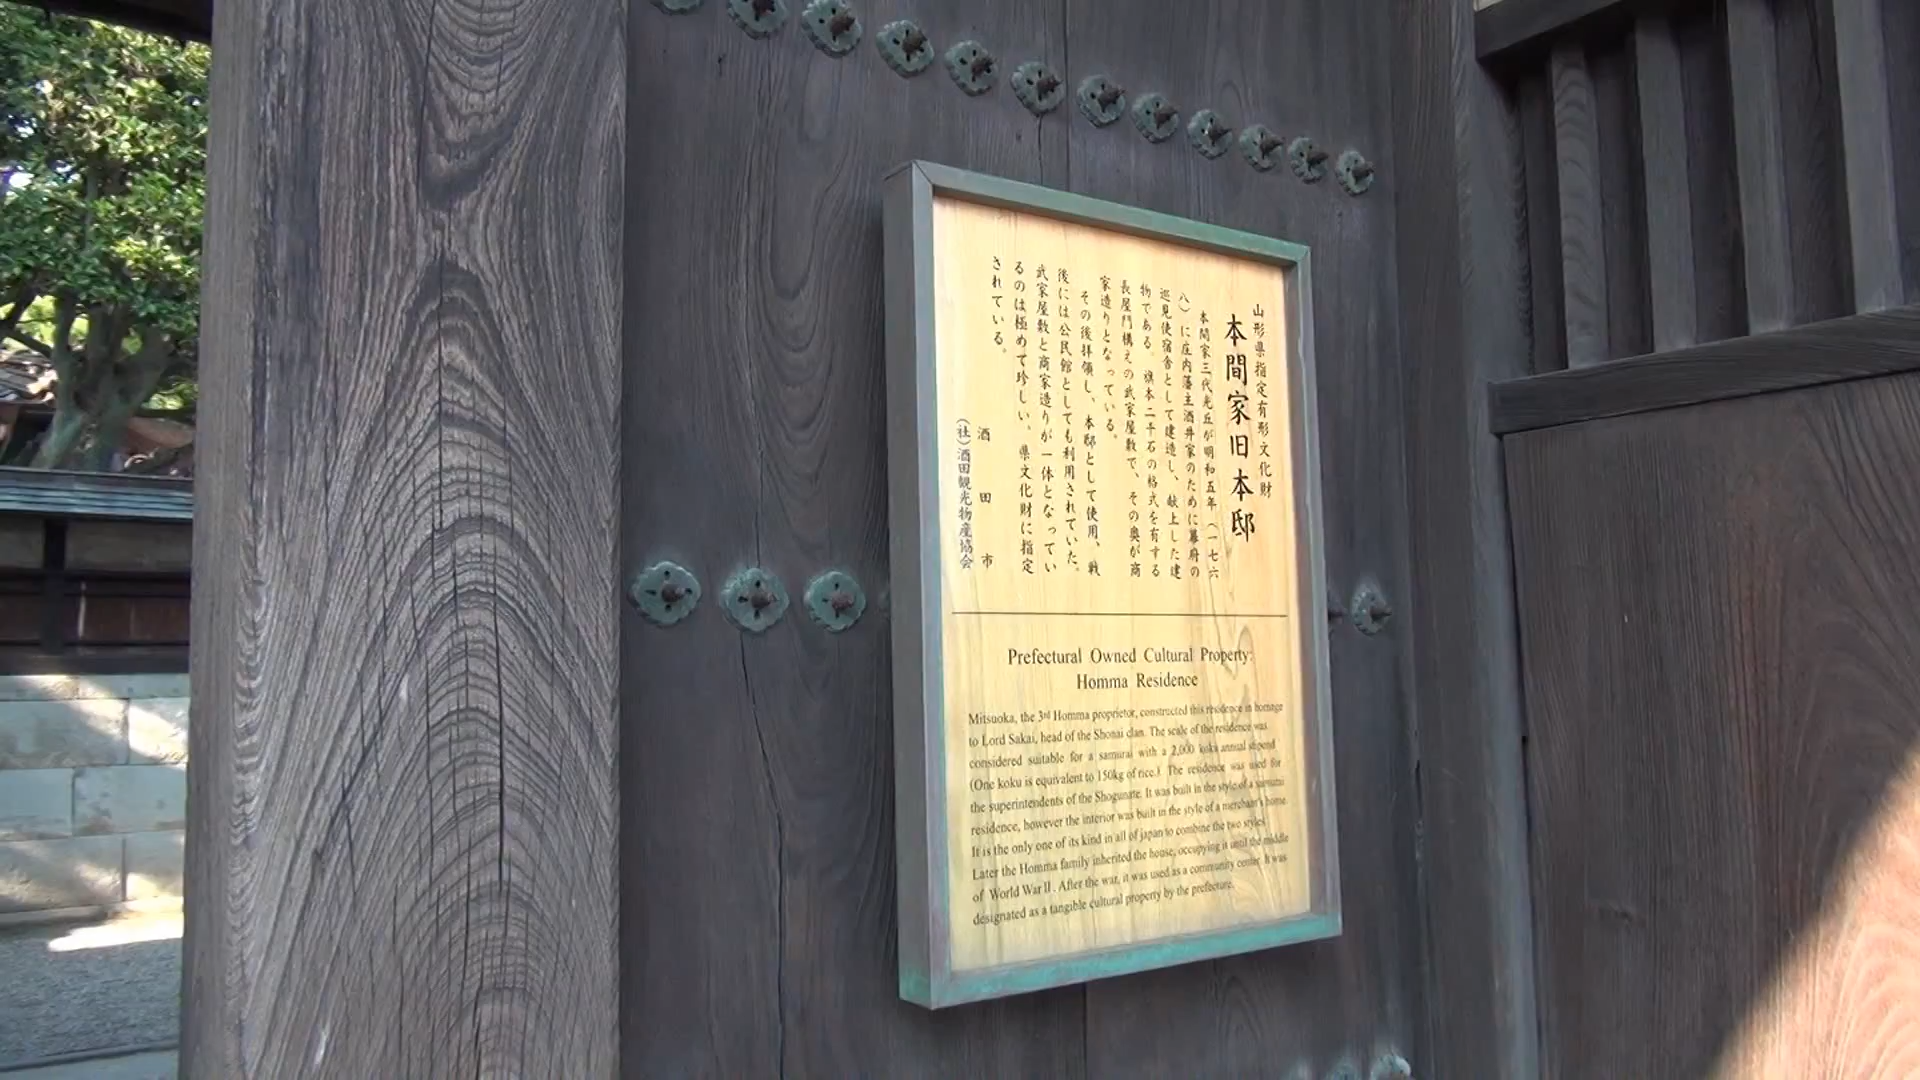 山形県指定有形文化財
本間家旧本邸
本間家三代光丘が明和五年（一七六
八）に庄内藩主酒井家のために幕府の
巡見使宿舎として建造し、献上した建
物である。旗本二千石の格式を有する
長屋門構えの武家屋敷で、その奥が商
家造りとなっている。
その後拝領し、本邸として使用、戦
後には公民館としても利用されていた。
武家屋敷と商家造りが一体となってい
るのは極めて珍しい、県文化財に指定
されている。
酒田市
（社）酒田観光物産協会
Prefectural Owned Cultural Property:
Homma Residence
Mitsuoka, the 3rd Homma proprietor, constructed this residence in homage
to Lord Sakai, head of the Shonai clan. The scale of the residence was
considered suitable for a samurai with a 2,000 koku annual stipend
(One koku is equivalent to 150kg of rice.) The residence was used for
the superintendents of the Shogunate. It was built in the style of a samurai
residence, however the interior was built in the style of a merchant's home.
It is the only one of its kind in all of japan to combine the two styles.
Later the Homma family inherited the house, occupying is until the middle
of World War II. After the war, it was used as a community center. It was
designated as a tangible cultural property by the prefecture.